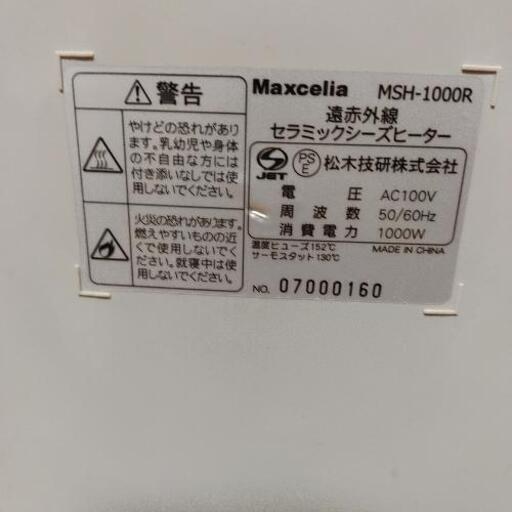 警告
やけどの恐れがあり
ます。乳幼児や身体
の不自由な方には
付き添いなしでは使
用しないでください。
火災の恐れがあります。
燃えやすいものの近
くで使用しないでく
ださい。就寝中は使
用しないでください。
Maxcelia MSH-1000R
遠赤外線
セラミックシーズヒーター
JET PSE 松木技研株式会社
電圧 AC100V
周波数 50/60Hz
消費電力 1000W
温度ヒューズ152℃ MADE IN CHINA
サーモスタット130℃
NO. 07000160